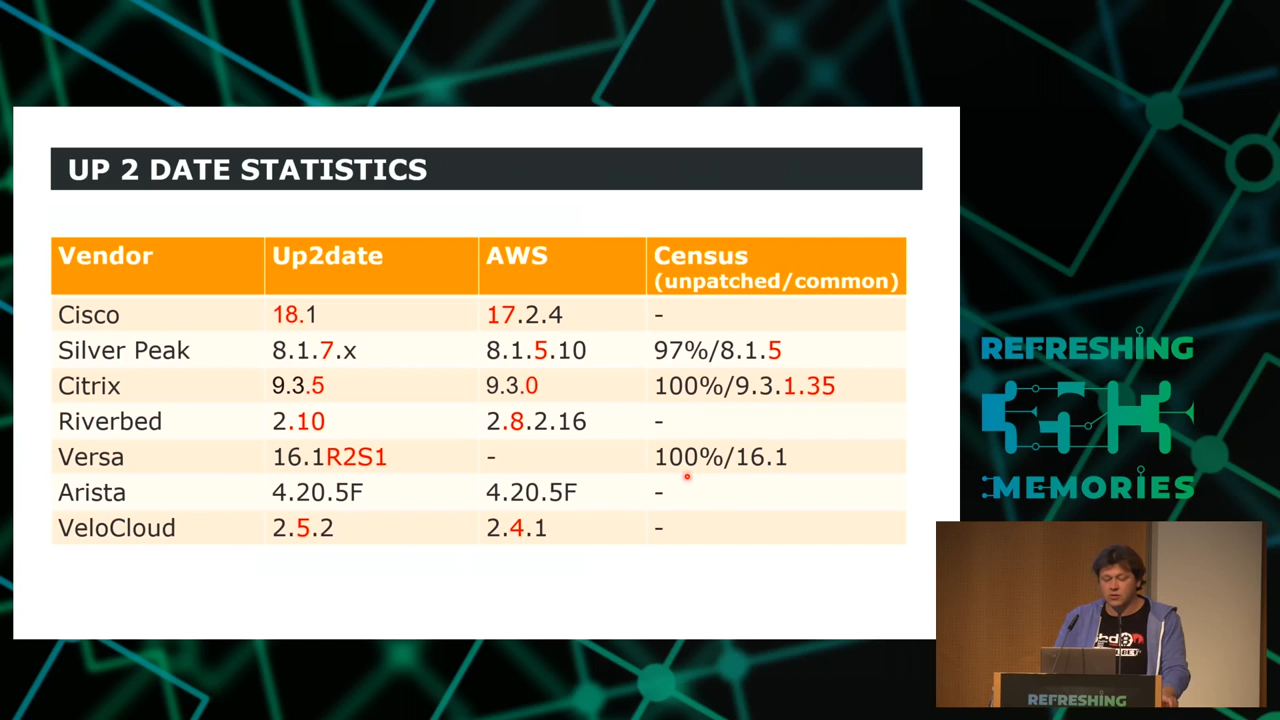 UP 2 DATE STATISTICS
Vendor Up2date AWS Census
(unpatched/common)
Cisco 18.1 17.2.4 -
Silver Peak 8.1.7.x 8.1.5.10 97%/8.1.5
Citrix 9.3.5 9.3.0 100%/9.3.1.35
Riverbed 2.10 2.8.2.16 -
Versa 16.1R2S1 - 100%/16.1
Arista 4.20.5F 4.20.5F -
VeloCloud 2.5.2 2.4.1 -
REFRESHING
MEMORIES
REFRESHING